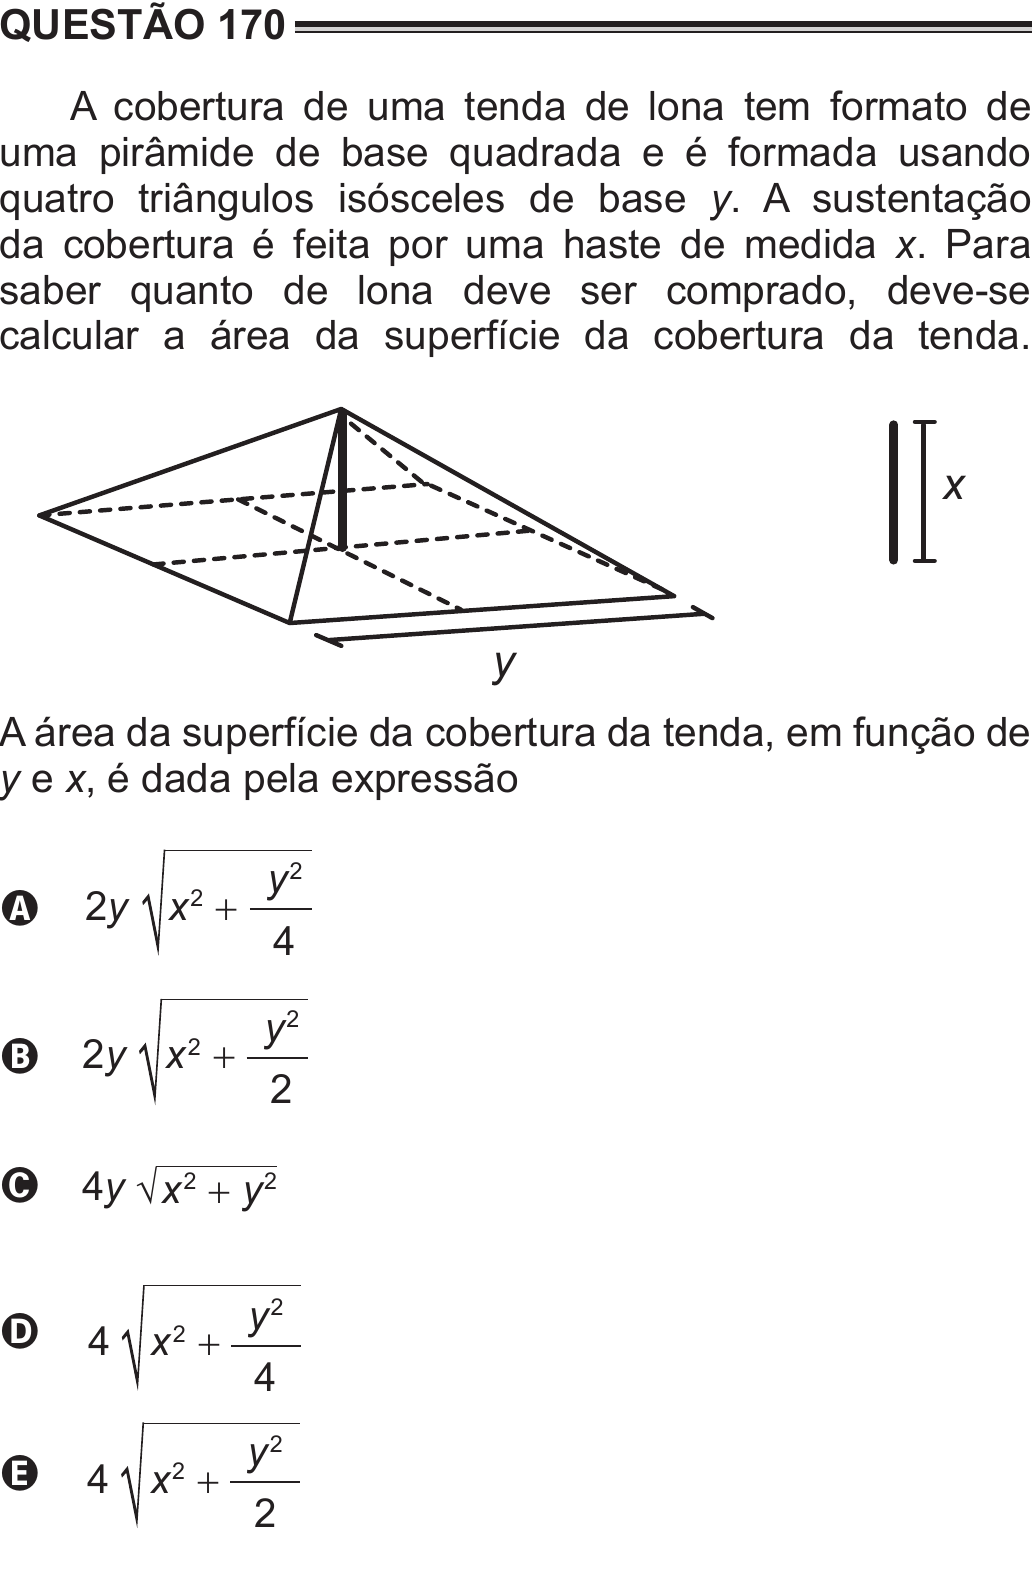 QUESTÃO 170
A cobertura de uma tenda de lona tem formato de
uma pirâmide de base quadrada e é formada usando
quatro triângulos isósceles de base y. A sustentação
da cobertura é feita por uma haste de medida x. Para
saber quanto de lona deve ser comprado, deve-se
calcular a área da superfície da cobertura da tenda.
x
y
A área da superfície da cobertura da tenda, em função de
y e x, é dada pela expressão
A 2y √(x² + y²/4)
B 2y √(x² + y²/2)
C 4y √(x² + y²)
D 4 √(x² + y²/4)
E 4 √(x² + y²/2)